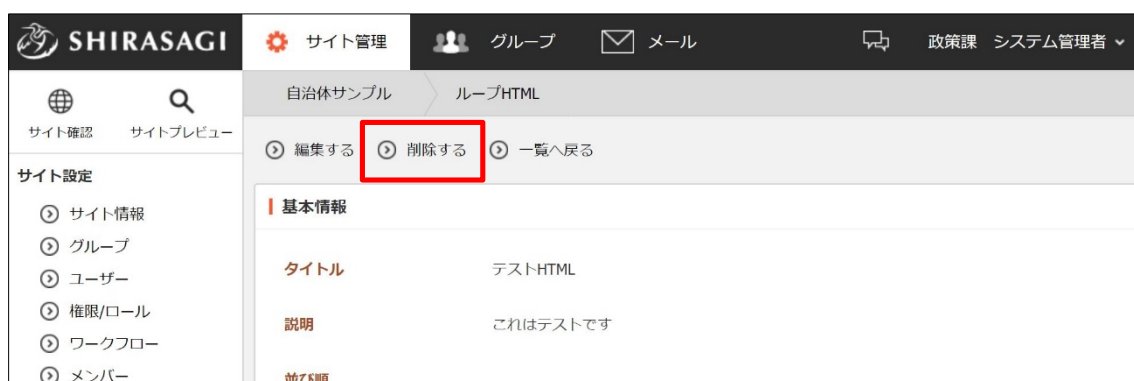 SHIRASAGI サイト管理 グループ メール 政策課 システム管理者
サイト確認 サイトプレビュー
自治体サンプル ループHTML
編集する 削除する 一覧へ戻る
サイト設定
サイト情報
グループ
ユーザー
権限/ロール
ワークフロー
メンバー
基本情報
タイトル テストHTML
説明 これはテストです
並び順